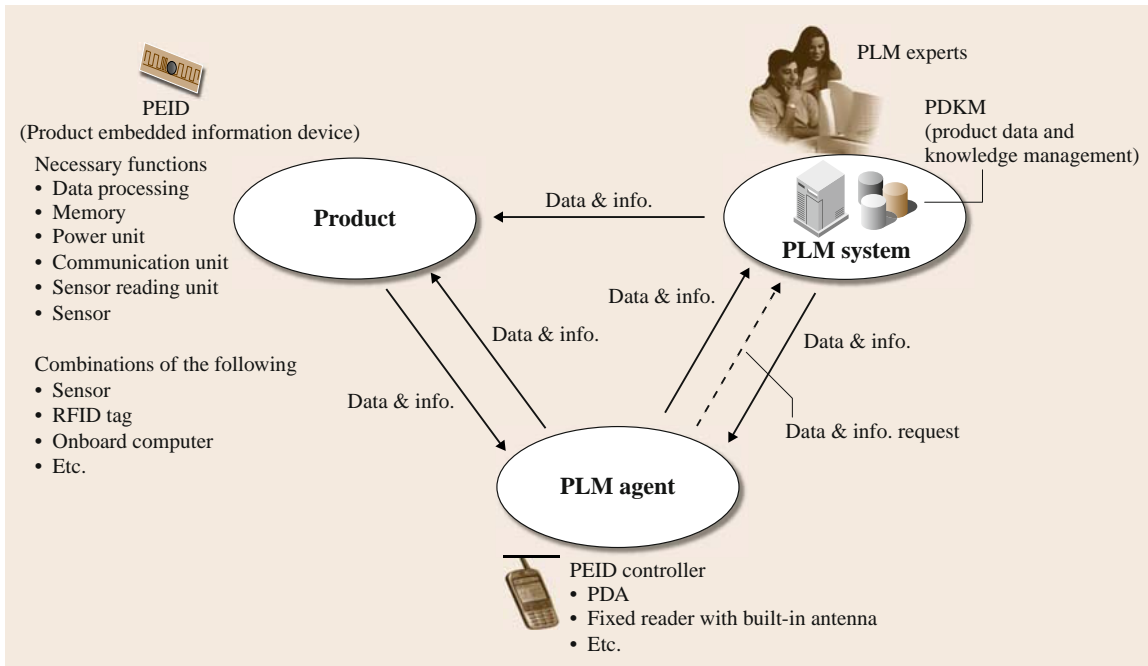 PLM experts
PEID
(Product embedded information device)
PDKM
(product data and
knowledge management)
Necessary functions
• Data processing
• Memory
• Power unit
• Communication unit
• Sensor reading unit
• Sensor
Combinations of the following
• Sensor
• RFID tag
• Onboard computer
• Etc.
Product
Data & info.
PLM system
Data & info.
Data & info.
Data & info.
Data & info.
Data & info. request
PLM agent
PEID controller
• PDA
• Fixed reader with built-in antenna
• Etc.